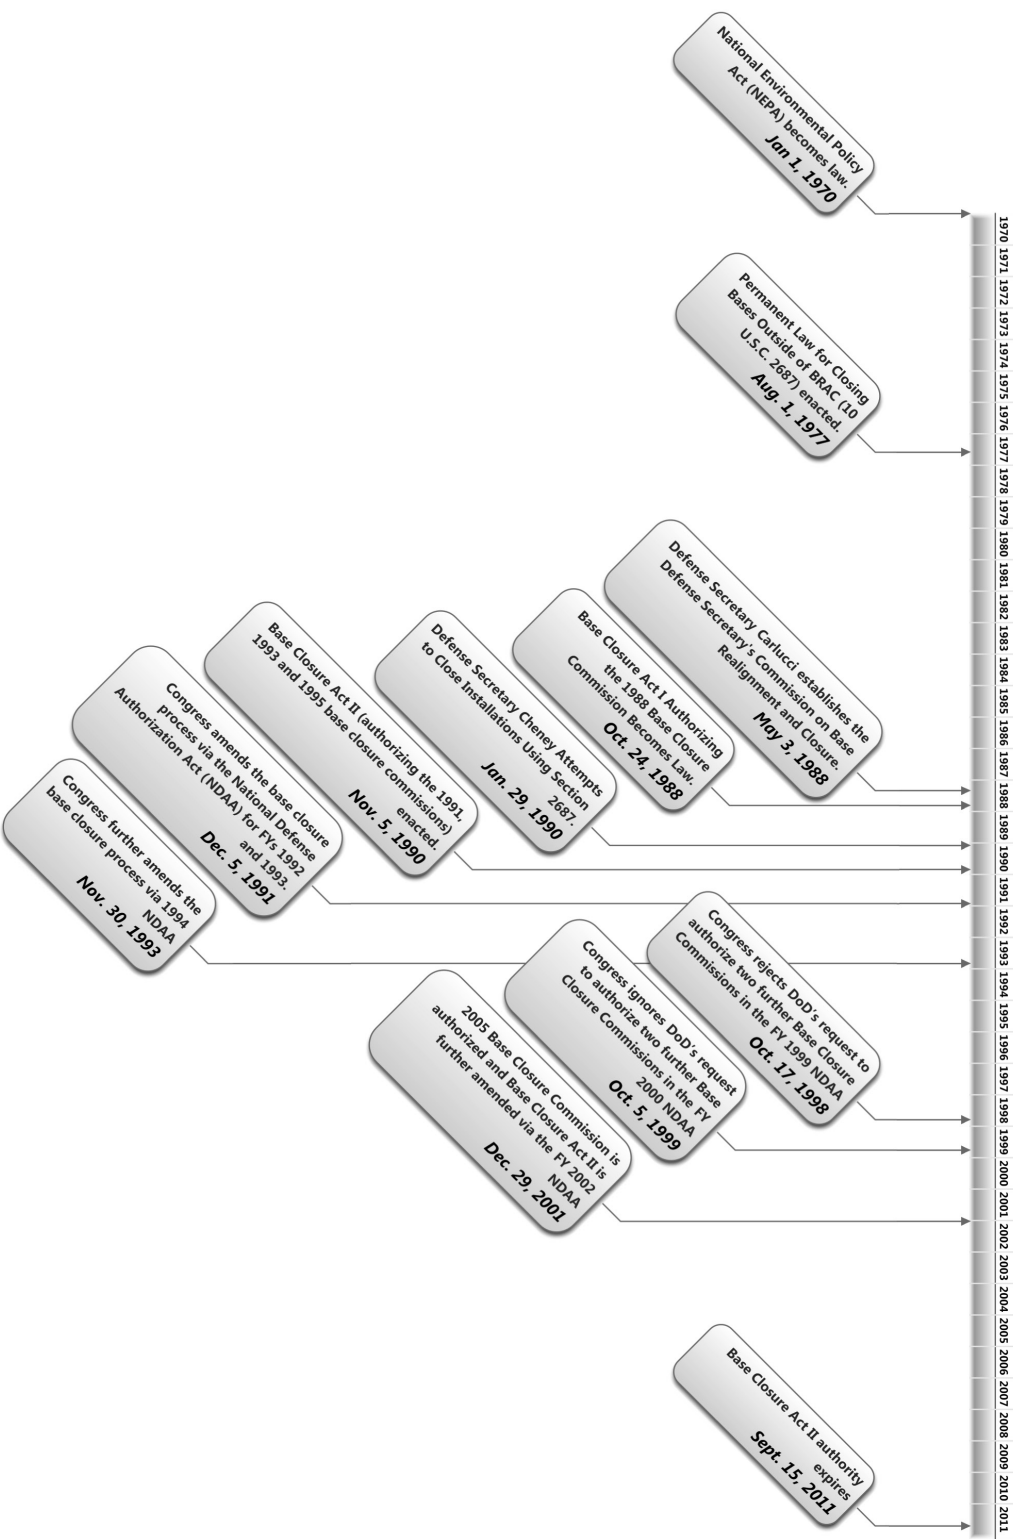 National Environmental Policy
Act (NEPA) becomes law.
Jan 1, 1970
Permanent Law for Closing
Bases Outside of BRAC (10
U.S.C. 2687) enacted.
Aug. 1, 1977
Defense Secretary Carlucci establishes the
Defense Secretary's Commission on Base
Realignment and Closure.
May 3, 1988
Base Closure Act I Authorizing
the 1988 Base Closure
Commission Becomes Law.
Oct. 24, 1988
Defense Secretary Cheney Attempts
to Close Installations Using Section
2687.
Jan. 29, 1990
Base Closure Act II (authorizing the 1991,
1993 and 1995 base closure commissions)
enacted.
Nov. 5, 1990
Congress amends the base closure
process via the National Defense
Authorization Act (NDAA) for FYs 1992
and 1993.
Dec. 5, 1991
Congress further amends the
base closure process via 1994
NDAA
Nov. 30, 1993
Congress rejects DoD's request to
authorize two further Base Closure
Commissions in the FY 1999 NDAA
Oct. 17, 1998
Congress ignores DoD's request
to authorize two further Base
Closure Commissions in the FY
2000 NDAA
Oct. 5, 1999
2005 Base Closure Commission is
authorized and Base Closure Act II is
further amended via the FY 2002
NDAA
Dec. 29, 2001
Base Closure Act II authority
expires
Sept. 15, 2011
1970 1971 1972 1973 1974 1975 1976 1977 1978 1979 1980 1981 1982 1983 1984 1985 1986 1987 1988 1989 1990 1991 1992 1993 1994 1995 1996 1997 1998 1999 2000 2001 2002 2003 2004 2005 2006 2007 2008 2009 2010 2011